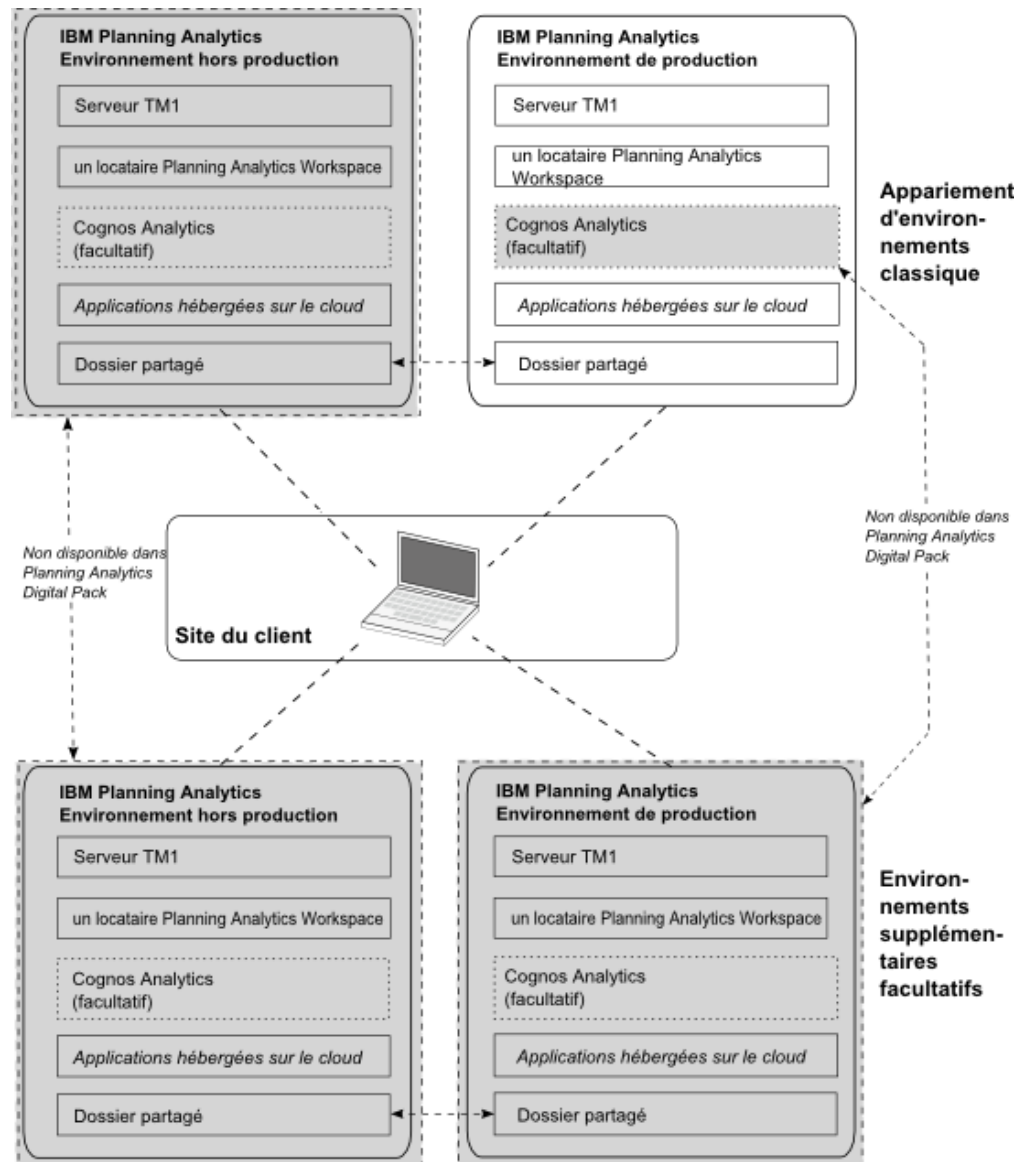 IBM Planning Analytics
Environnement hors production
Serveur TM1
un locataire Planning Analytics Workspace
Cognos Analytics
(facultatif)
Applications hébergées sur le cloud
Dossier partagé
IBM Planning Analytics
Environnement de production
Serveur TM1
un locataire Planning Analytics
Workspace
Cognos Analytics
(facultatif)
Applications hébergées sur le cloud
Dossier partagé
Appariement
d'environ-
nements
classique
Non disponible dans
Planning Analytics
Digital Pack
Site du client
Non disponible dans
Planning Analytics
Digital Pack
IBM Planning Analytics
Environnement hors production
Serveur TM1
un locataire Planning Analytics Workspace
Cognos Analytics
(facultatif)
Applications hébergées sur le cloud
Dossier partagé
IBM Planning Analytics
Environnement de production
Serveur TM1
un locataire Planning Analytics Workspace
Cognos Analytics
(facultatif)
Applications hébergées sur le cloud
Dossier partagé
Environ-
nements
supplémen-
taires
facultatifs